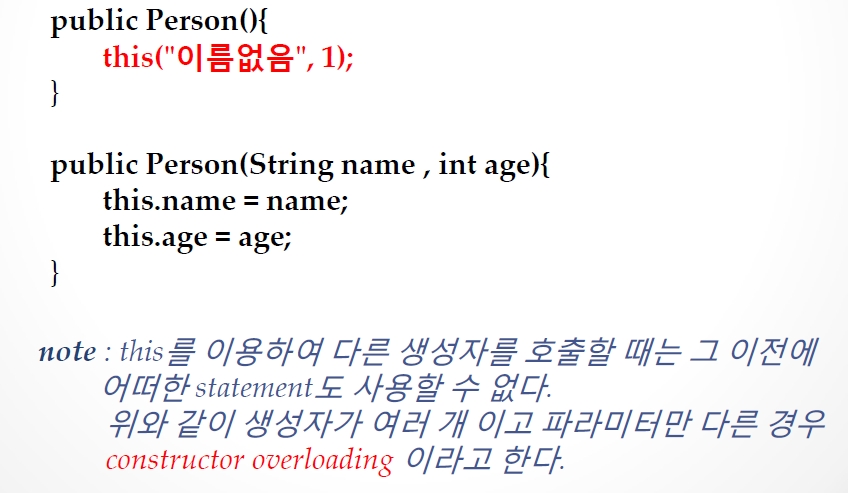 public Person(){
this("이름없음", 1);
}
public Person(String name , int age){
this.name = name;
this.age = age;
}
note : this를 이용하여 다른 생성자를 호출할 때는 그 이전에
어떠한 statement도 사용할 수 없다.
위와 같이 생성자가 여러 개 이고 파라미터만 다른 경우
constructor overloading 이라고 한다.